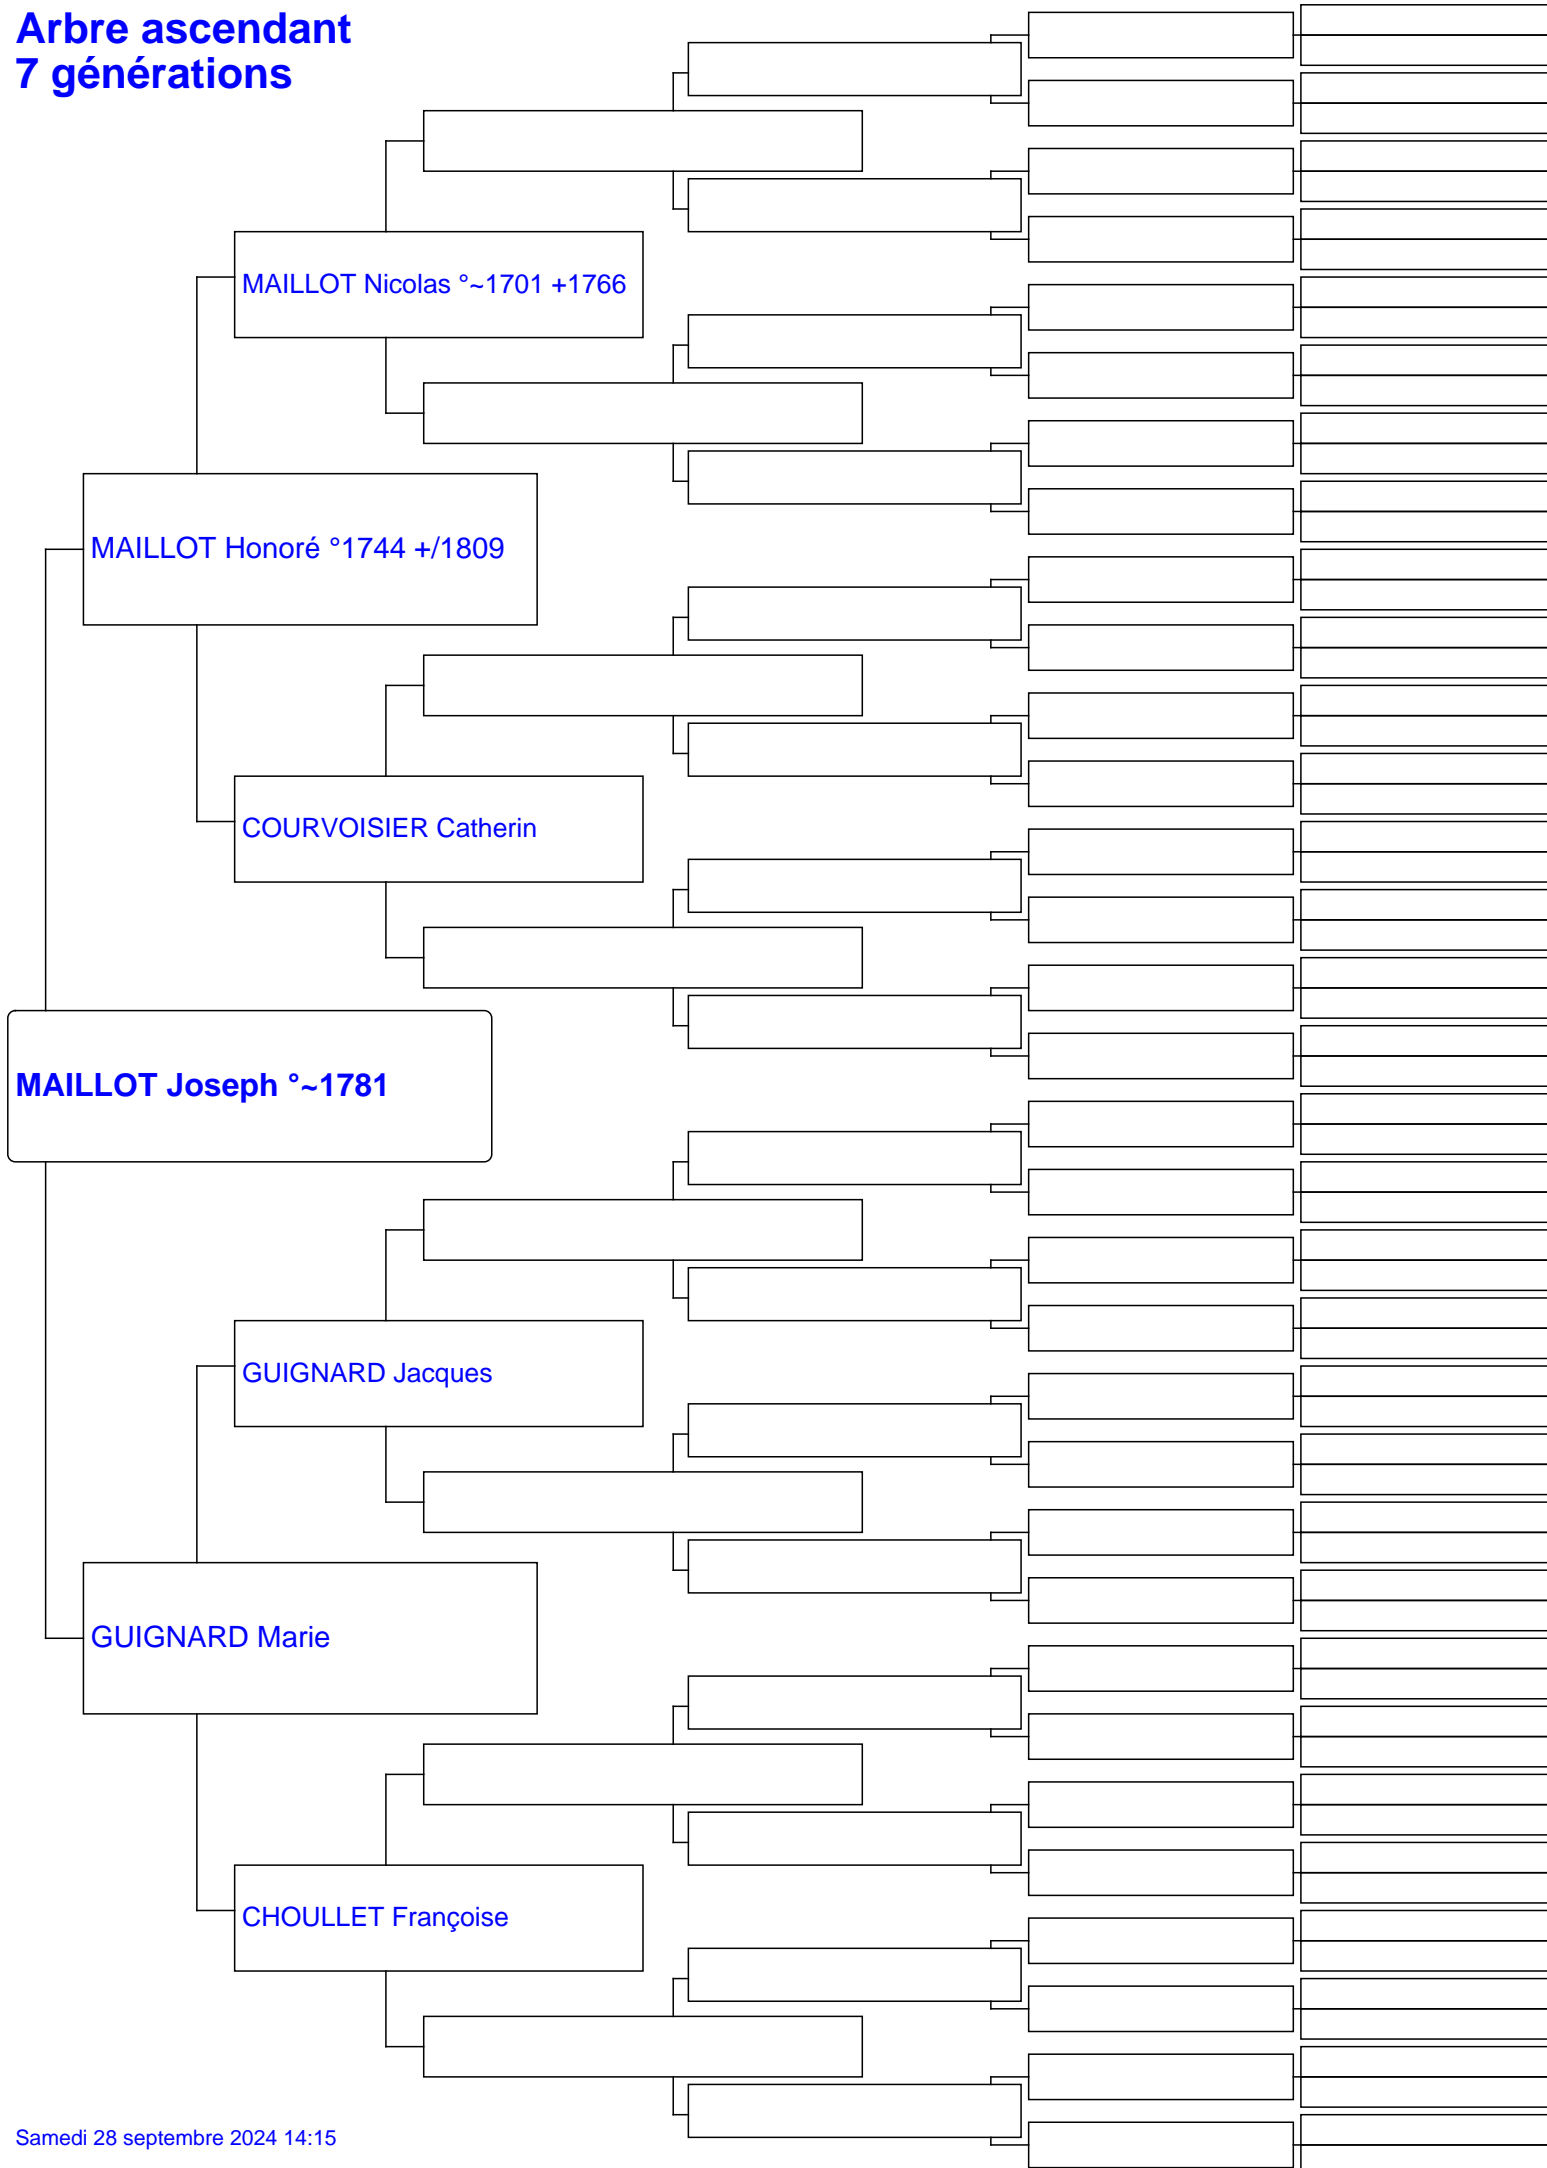 Arbre ascendant
7 générations
MAILLOT Nicolas °~1701 +1766
MAILLOT Honoré °1744 +/1809
COURVOISIER Catherin
MAILLOT Joseph °~1781
GUIGNARD Jacques
GUIGNARD Marie
CHOULLET Françoise
Samedi 28 septembre 2024 14:15